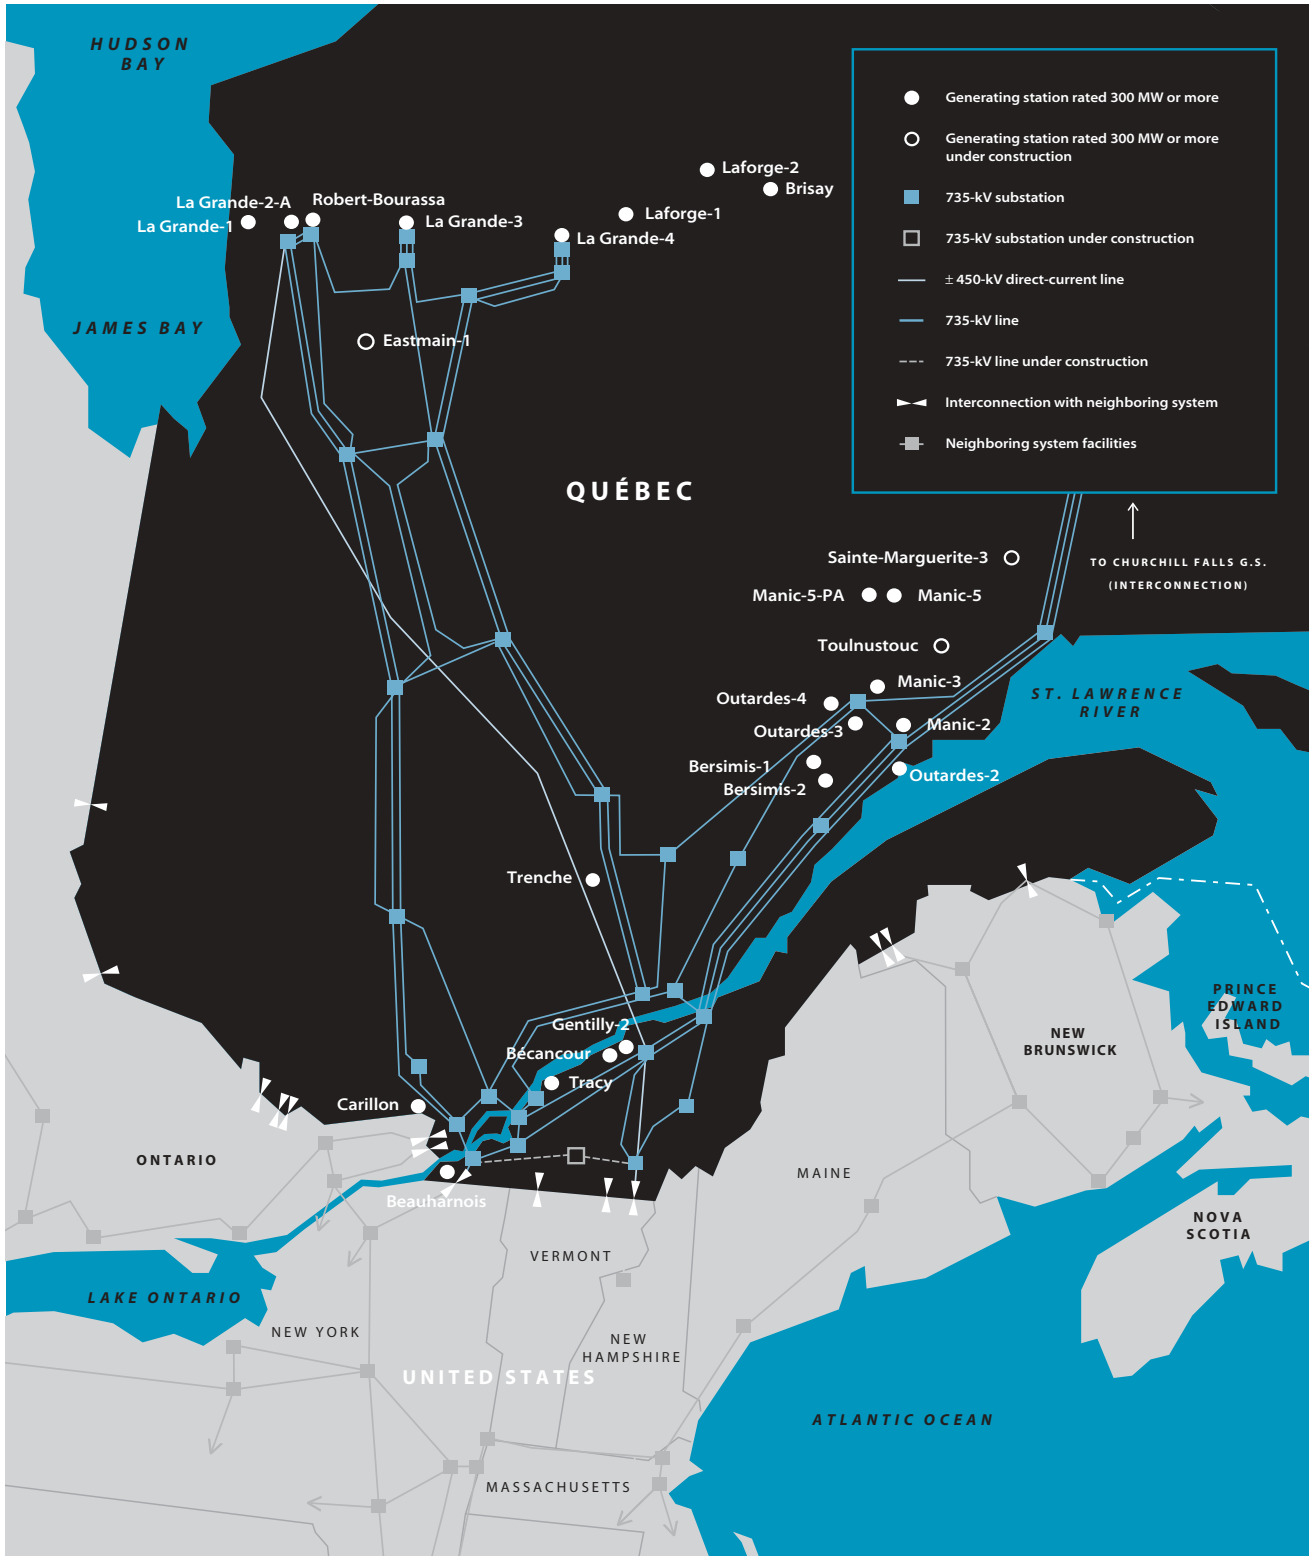 HUDSON
BAY
Generating station rated 300 MW or more
Generating station rated 300 MW or more
under construction
735-kV substation
735-kV substation under construction
± 450-kV direct-current line
735-kV line
735-kV line under construction
Interconnection with neighboring system
Neighboring system facilities
Laforge-2
Brisay
La Grande-2-A
Robert-Bourassa
La Grande-1
La Grande-3
Laforge-1
La Grande-4
JAMES BAY
Eastmain-1
QUÉBEC
Sainte-Marguerite-3
TO CHURCHILL FALLS G.S.
(INTERCONNECTION)
Manic-5-PA
Manic-5
Toulnustouc
Manic-3
Outardes-4
ST. LAWRENCE
RIVER
Outardes-3
Manic-2
Bersimis-1
Outardes-2
Bersimis-2
Trenche
PRINCE
EDWARD
ISLAND
Gentilly-2
NEW
BRUNSWICK
Bécancour
Tracy
Carillon
ONTARIO
MAINE
Beauharnois
NOVA
SCOTIA
VERMONT
LAKE ONTARIO
NEW YORK
NEW
HAMPSHIRE
UNITED STATES
ATLANTIC OCEAN
MASSACHUSETTS